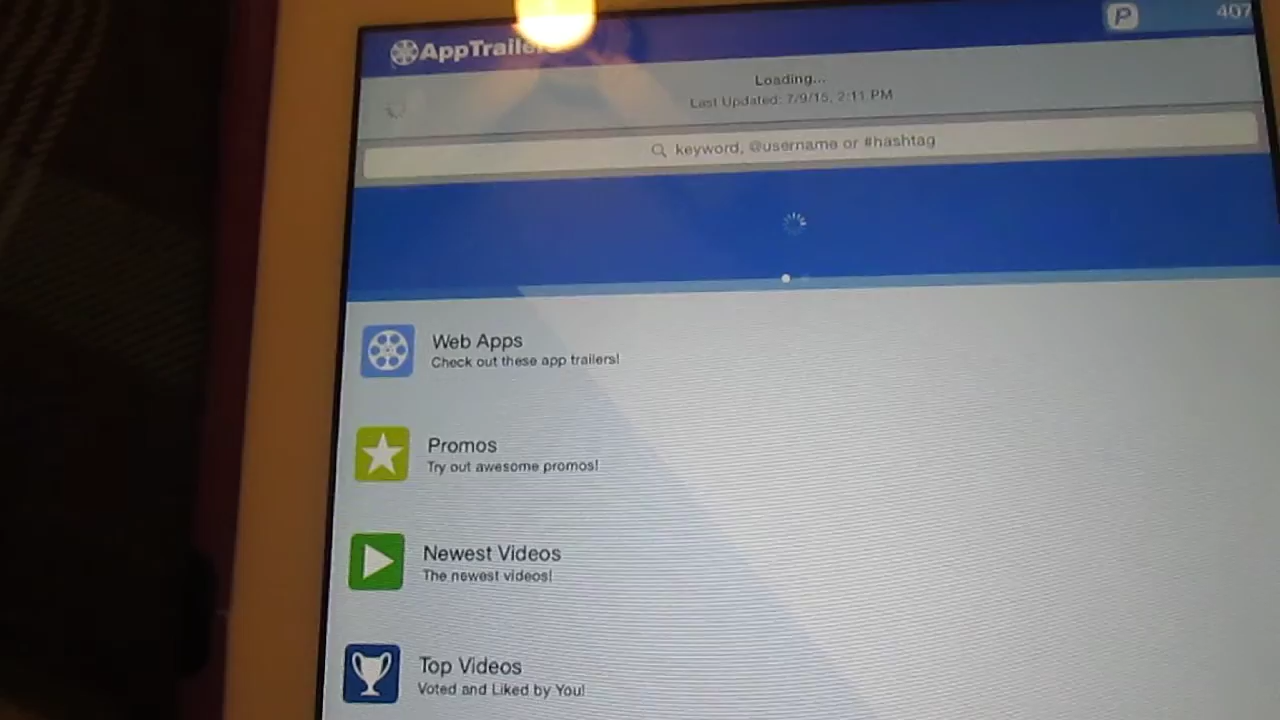 AppTrailers
P
407
Loading...
Last Updated: 7/9/15, 2:11 PM
keyword, @username or #hashtag
Web Apps
Check out these app trailers!
Promos
Try out awesome promos!
Newest Videos
The newest videos!
Top Videos
Voted and Liked by You!